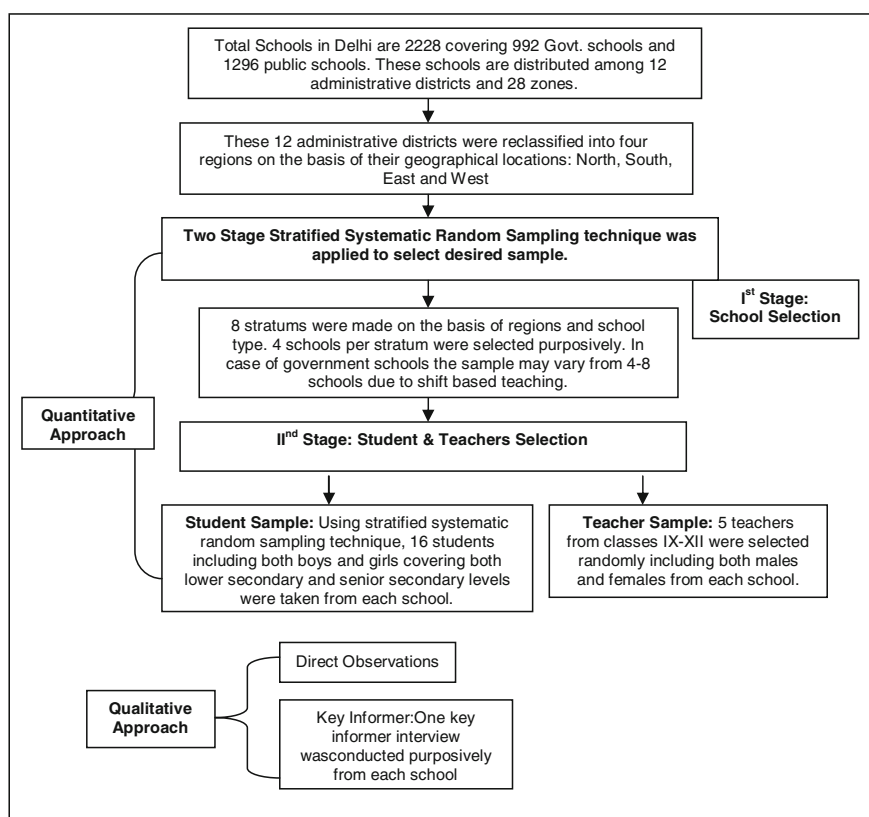 Total Schools in Delhi are 2228 covering 992 Govt. schools and
1296 public schools. These schools are distributed among 12
administrative districts and 28 zones.
These 12 administrative districts were reclassified into four
regions on the basis of their geographical locations: North, South,
East and West
Two Stage Stratified Systematic Random Sampling technique was
applied to select desired sample.
Ist Stage:
School Selection
8 stratums were made on the basis of regions and school
type. 4 schools per stratum were selected purposively. In
case of government schools the sample may vary from 4-8
schools due to shift based teaching.
Quantitative
Approach
IInd Stage: Student & Teachers Selection
Student Sample: Using stratified systematic
random sampling technique, 16 students
including both boys and girls covering both
lower secondary and senior secondary levels
were taken from each school.
Teacher Sample: 5 teachers
from classes IX-XII were selected
randomly including both males
and females from each school.
Direct Observations
Qualitative
Approach
Key Informer:One key
informer interview
wasconducted purposively
from each school